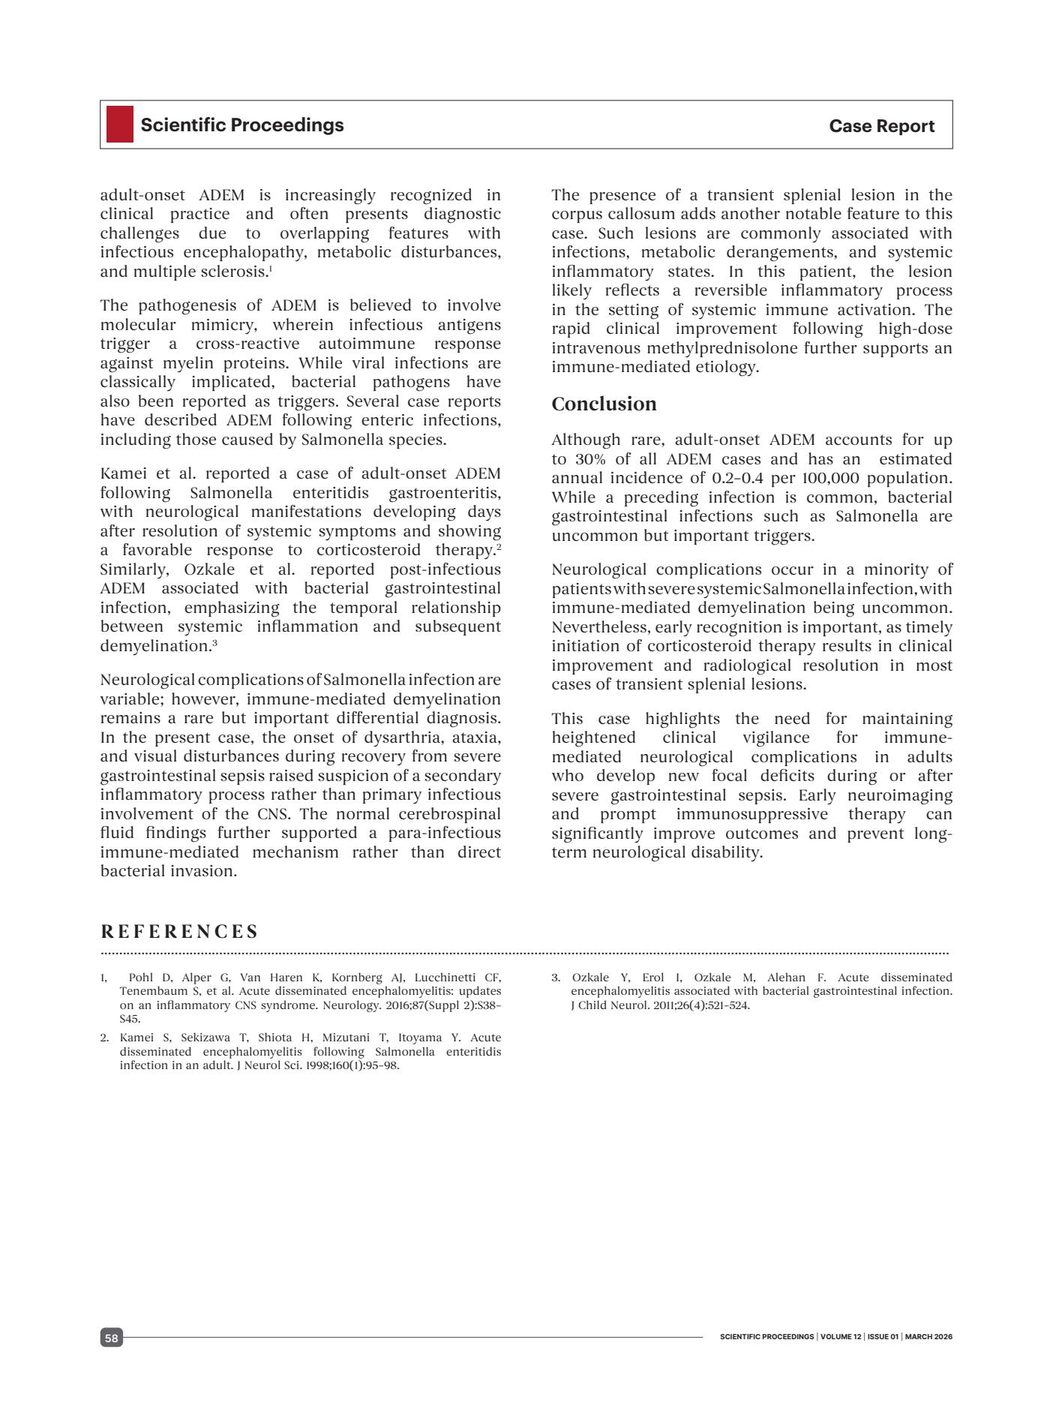 Scientific Proceedings
Case Report
adult-onset ADEM is increasingly recognized in
clinical practice and often presents diagnostic
challenges due to overlapping features with
infectious encephalopathy, metabolic disturbances,
and multiple sclerosis.¹
The pathogenesis of ADEM is believed to involve
molecular mimicry, wherein infectious antigens
trigger a cross-reactive autoimmune response
against myelin proteins. While viral infections are
classically implicated, bacterial pathogens have
also been reported as triggers. Several case reports
have described ADEM following enteric infections,
including those caused by Salmonella species.
Kamei et al. reported a case of adult-onset ADEM
following Salmonella enteritidis gastroenteritis,
with neurological manifestations developing days
after resolution of systemic symptoms and showing
a favorable response to corticosteroid therapy.²
Similarly, Ozkale et al. reported post-infectious
ADEM associated with bacterial gastrointestinal
infection, emphasizing the temporal relationship
between systemic inflammation and subsequent
demyelination.³
Neurological complications of Salmonella infection are
variable; however, immune-mediated demyelination
remains a rare but important differential diagnosis.
In the present case, the onset of dysarthria, ataxia,
and visual disturbances during recovery from severe
gastrointestinal sepsis raised suspicion of a secondary
inflammatory process rather than primary infectious
involvement of the CNS. The normal cerebrospinal
fluid findings further supported a para-infectious
immune-mediated mechanism rather than direct
bacterial invasion.
The presence of a transient splenial lesion in the
corpus callosum adds another notable feature to this
case. Such lesions are commonly associated with
infections, metabolic derangements, and systemic
inflammatory states. In this patient, the lesion
likely reflects a reversible inflammatory process
in the setting of systemic immune activation. The
rapid clinical improvement following high-dose
intravenous methylprednisolone further supports an
immune-mediated etiology.
Conclusion
Although rare, adult-onset ADEM accounts for up
to 30% of all ADEM cases and has an estimated
annual incidence of 0.2–0.4 per 100,000 population.
While a preceding infection is common, bacterial
gastrointestinal infections such as Salmonella are
uncommon but important triggers.
Neurological complications occur in a minority of
patients with severe systemic Salmonella infection, with
immune-mediated demyelination being uncommon.
Nevertheless, early recognition is important, as timely
initiation of corticosteroid therapy results in clinical
improvement and radiological resolution in most
cases of transient splenial lesions.
This case highlights the need for maintaining
heightened clinical vigilance for immune-
mediated neurological complications in adults
who develop new focal deficits during or after
severe gastrointestinal sepsis. Early neuroimaging
and prompt immunosuppressive therapy can
significantly improve outcomes and prevent long-
term neurological disability.
REFERENCES
1, Pohl D, Alper G, Van Haren K, Kornberg AJ, Lucchinetti CF,
Tenembaum S, et al. Acute disseminated encephalomyelitis: updates
on an inflammatory CNS syndrome. Neurology. 2016;87(Suppl 2):S38–
S45.
2. Kamei S, Sekizawa T, Shiota H, Mizutani T, Itoyama Y. Acute
disseminated encephalomyelitis following Salmonella enteritidis
infection in an adult. J Neurol Sci. 1998;160(1):95–98.
3. Ozkale Y, Erol I, Ozkale M, Alehan F. Acute disseminated
encephalomyelitis associated with bacterial gastrointestinal infection.
J Child Neurol. 2011;26(4):521–524.
58
SCIENTIFIC PROCEEDINGS | VOLUME 12 | ISSUE 01 | MARCH 2026